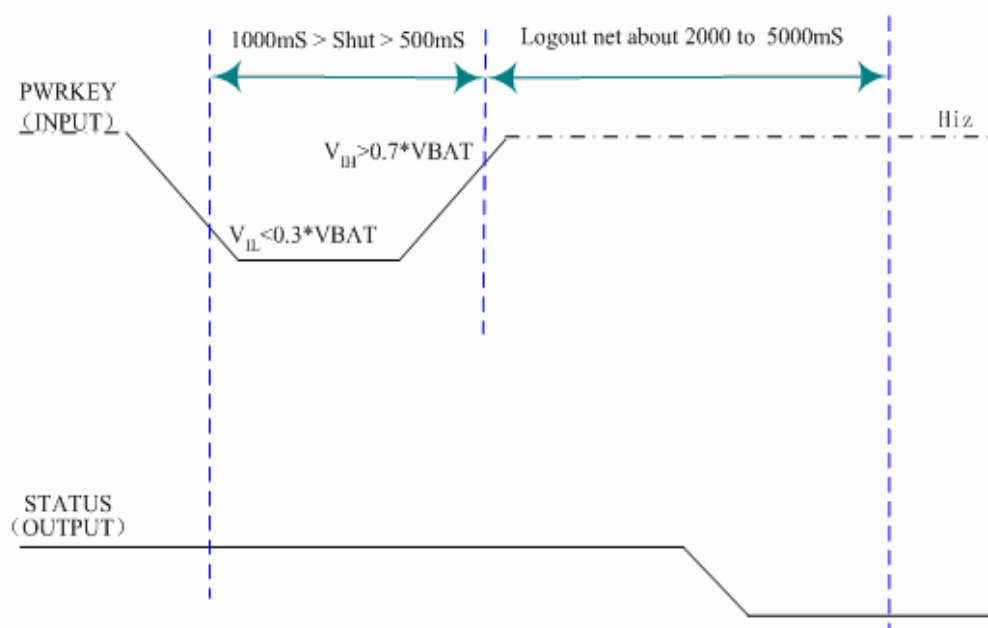 1000mS > Shut > 500mS
Logout net about 2000 to 5000mS
PWRKEY
（INPUT）
Hiz
VIH>0.7*VBAT
VIL<0.3*VBAT
STATUS
（OUTPUT）